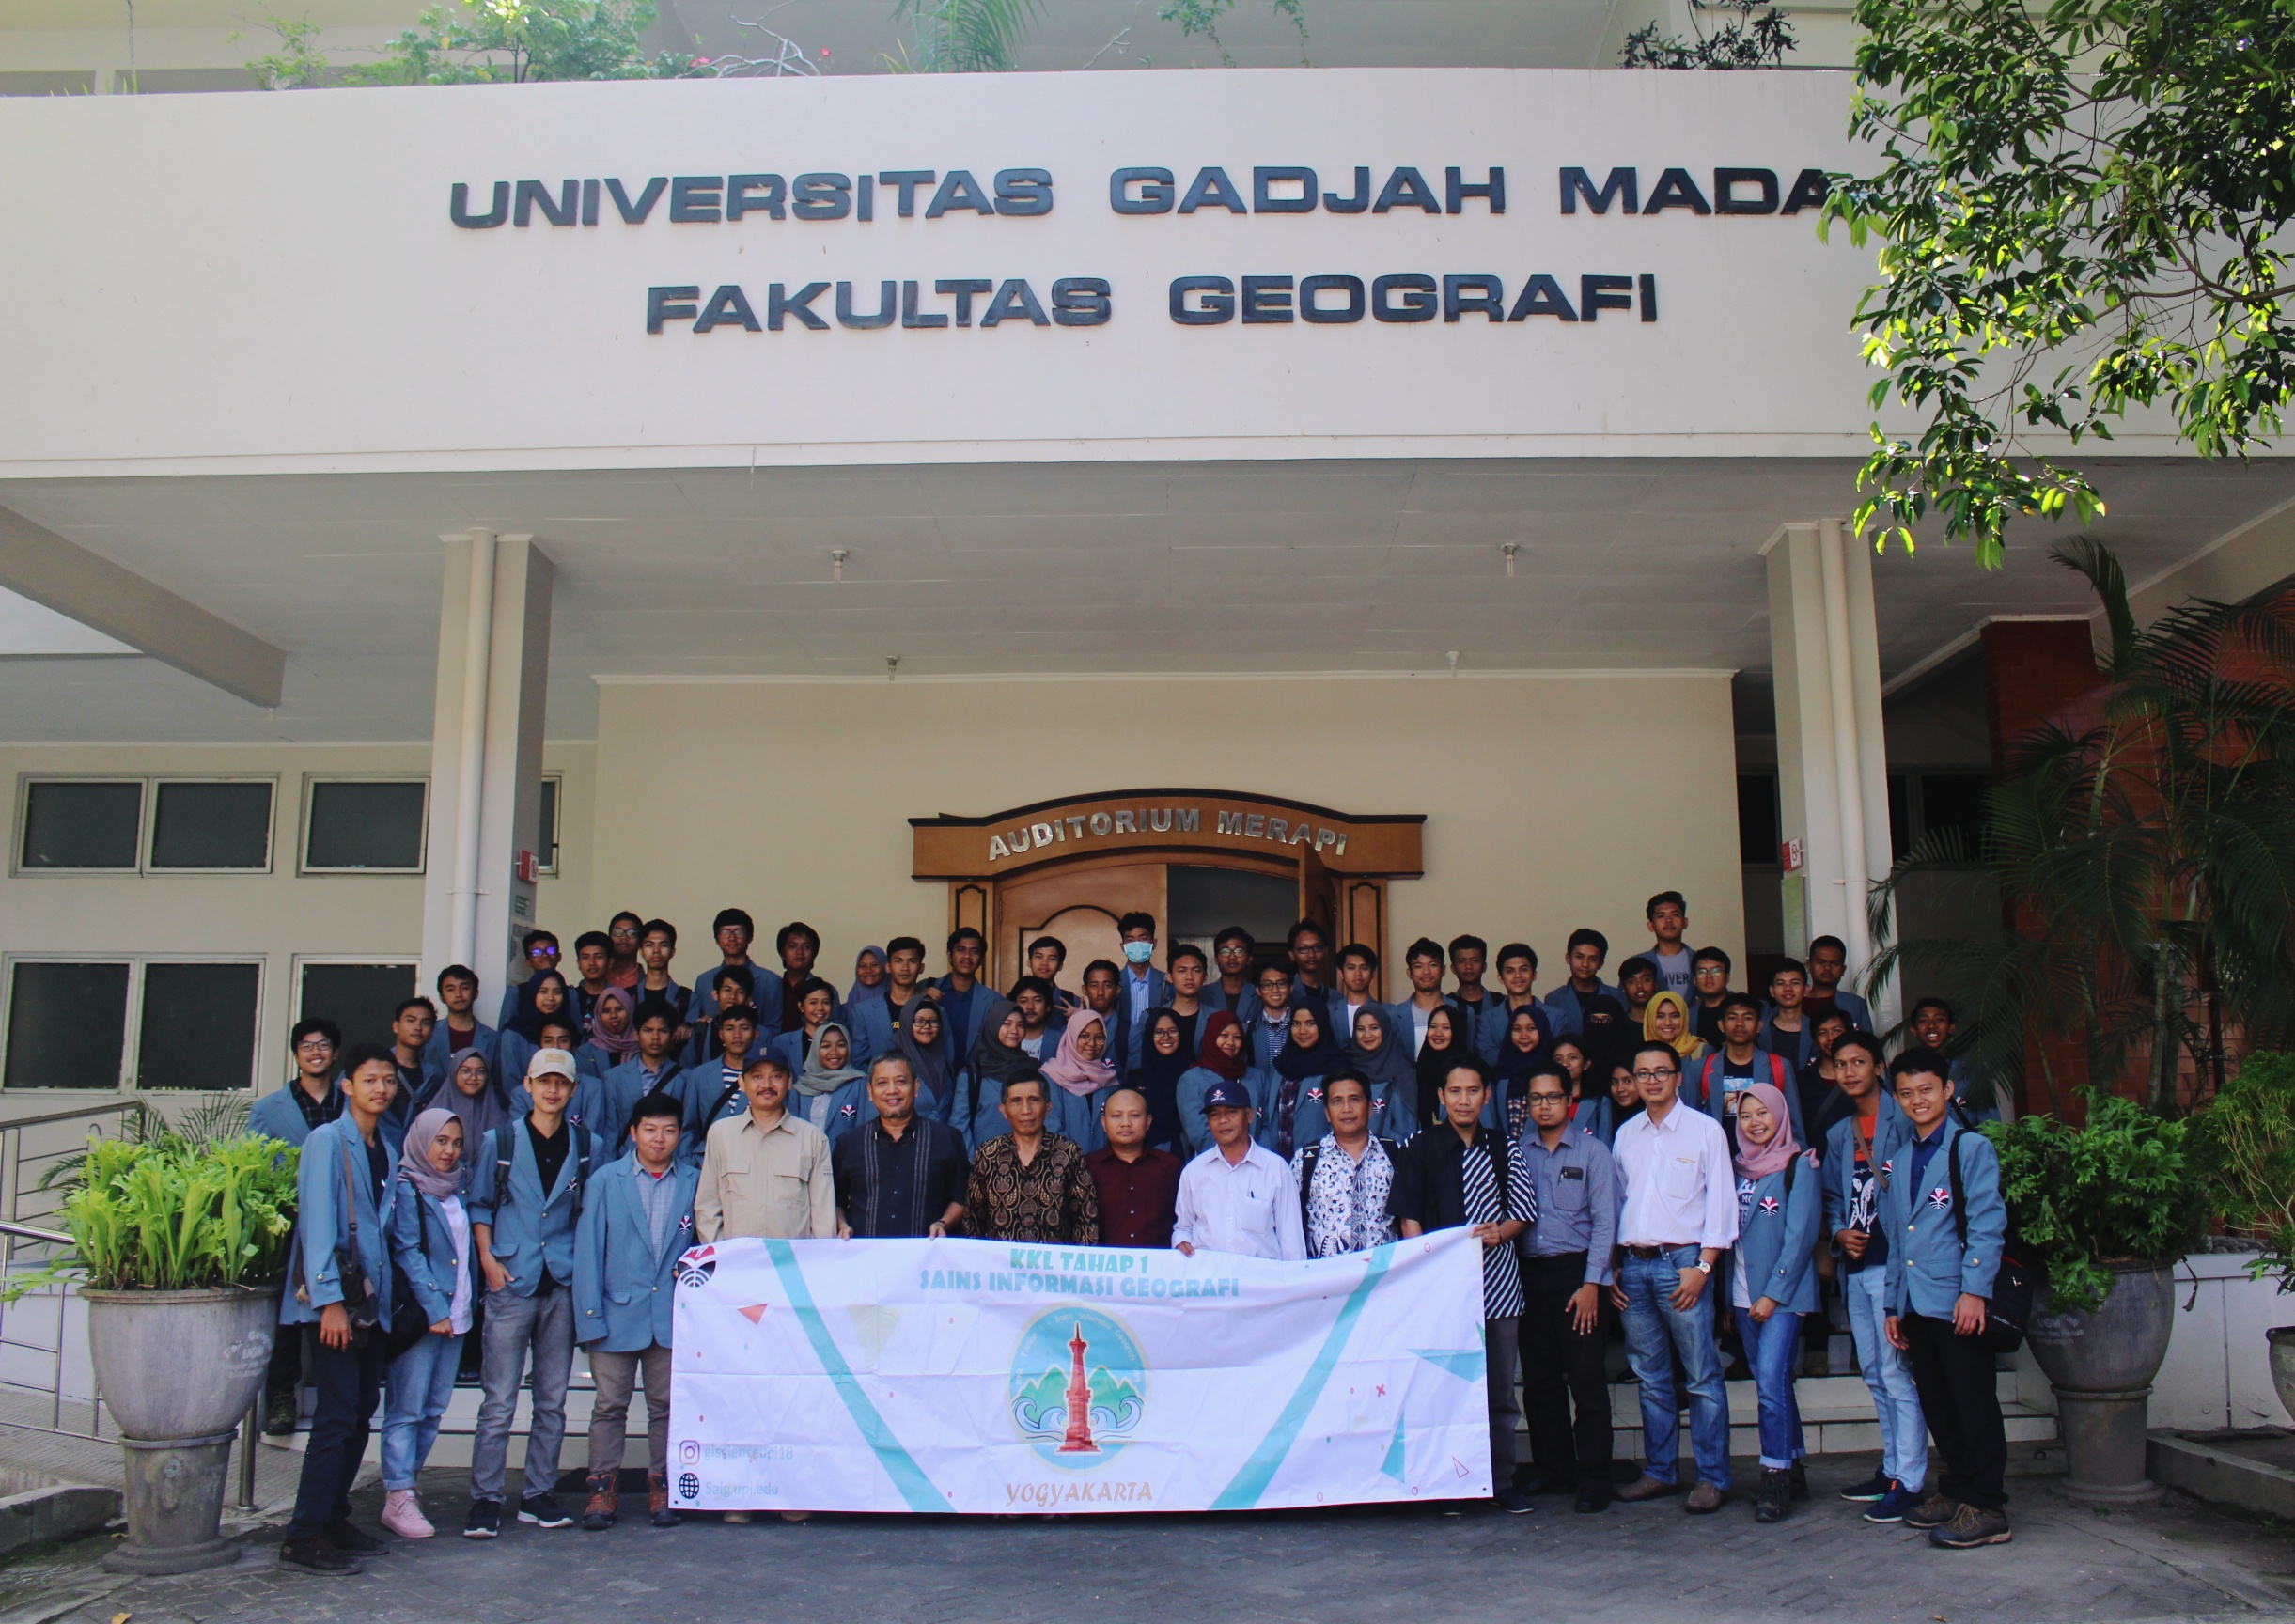 UNIVERSITAS GADJAH MADA
FAKULTAS GEOGRAFI
AUDITORIUM MERAPI
KKL TAHAP 1
SAINS INFORMASI GEOGRAFI
YOGYAKARTA
Saig.upi.edu